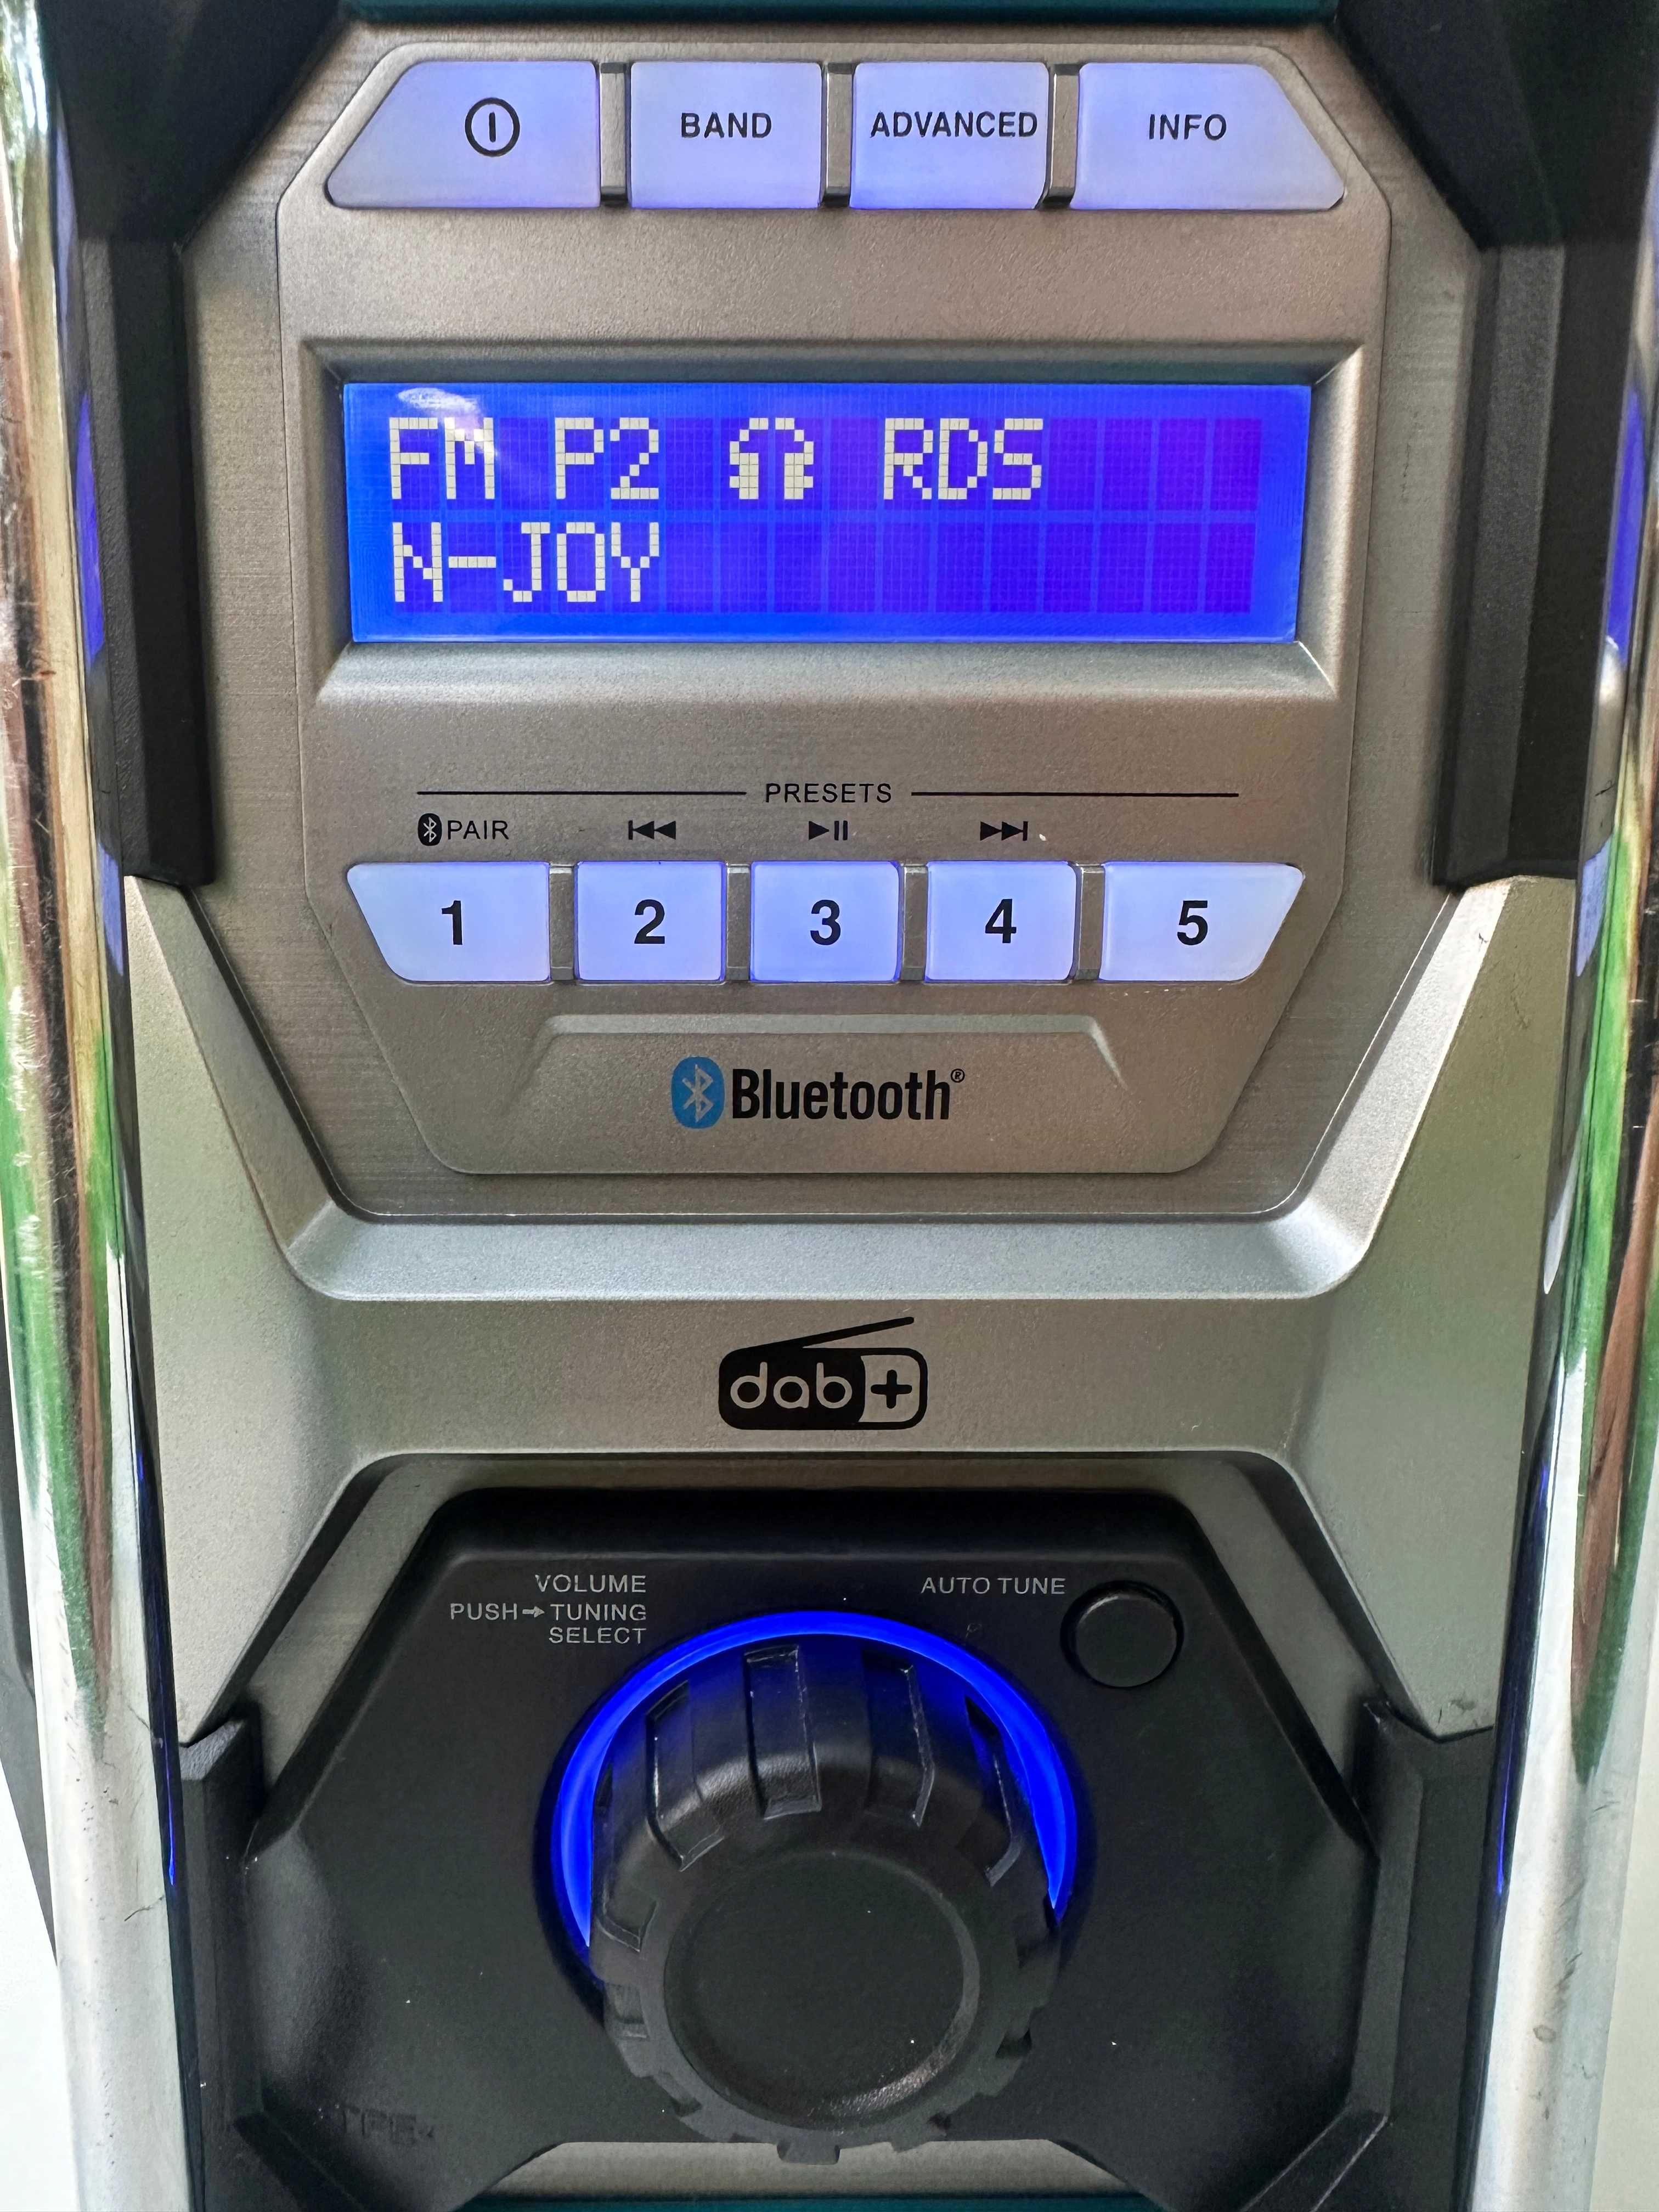 BAND ADVANCED INFO
FM P2 RDS
N-JOY
PRESETS
PAIR
1 2 3 4 5
Bluetooth®
dab+
VOLUME
PUSH→TUNING
SELECT
AUTO TUNE